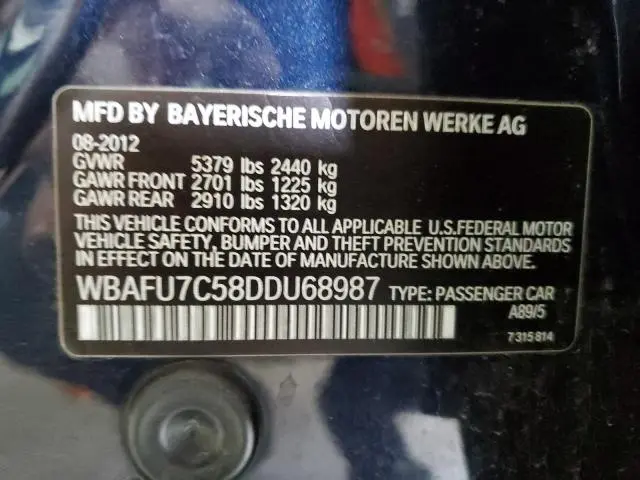 MFD BY BAYERISCHE MOTOREN WERKE AG
08-2012
GVWR 5379 lbs 2440 kg
GAWR FRONT 2701 lbs 1225 kg
GAWR REAR 2910 lbs 1320 kg
THIS VEHICLE CONFORMS TO ALL APPLICABLE U.S.FEDERAL MOTOR
VEHICLE SAFETY, BUMPER AND THEFT PREVENTION STANDARDS
IN EFFECT ON THE DATE OF MANUFACTURE SHOWN ABOVE.
WBAFU7C58DDU68987 TYPE: PASSENGER CAR
A89/5
7 315 814